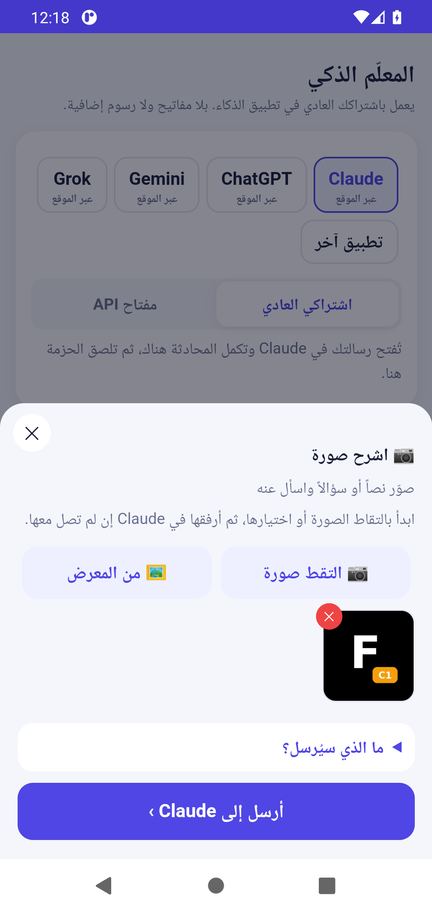 12:18
المعلّم الذكي
يعمل باشتراكك العادي في تطبيق الذكاء. بلا مفاتيح ولا رسوم إضافية.
Claude
عبر الموقع
ChatGPT
عبر الموقع
Gemini
عبر الموقع
Grok
عبر الموقع
تطبيق آخر
اشتراكي العادي
مفتاح API
تُفتح رسالتك في Claude وتكمل المحادثة هناك، ثم تلصق الحزمة
هنا.
اشرح صورة
صوّر نصاً أو سؤالاً واسأل عنه
ابدأ بالتقاط الصورة أو اختيارها، ثم أرفقها في Claude إن لم تصل معها.
التقط صورة
من المعرض
F
C1
ما الذي سيُرسل؟
أرسل إلى Claude ›